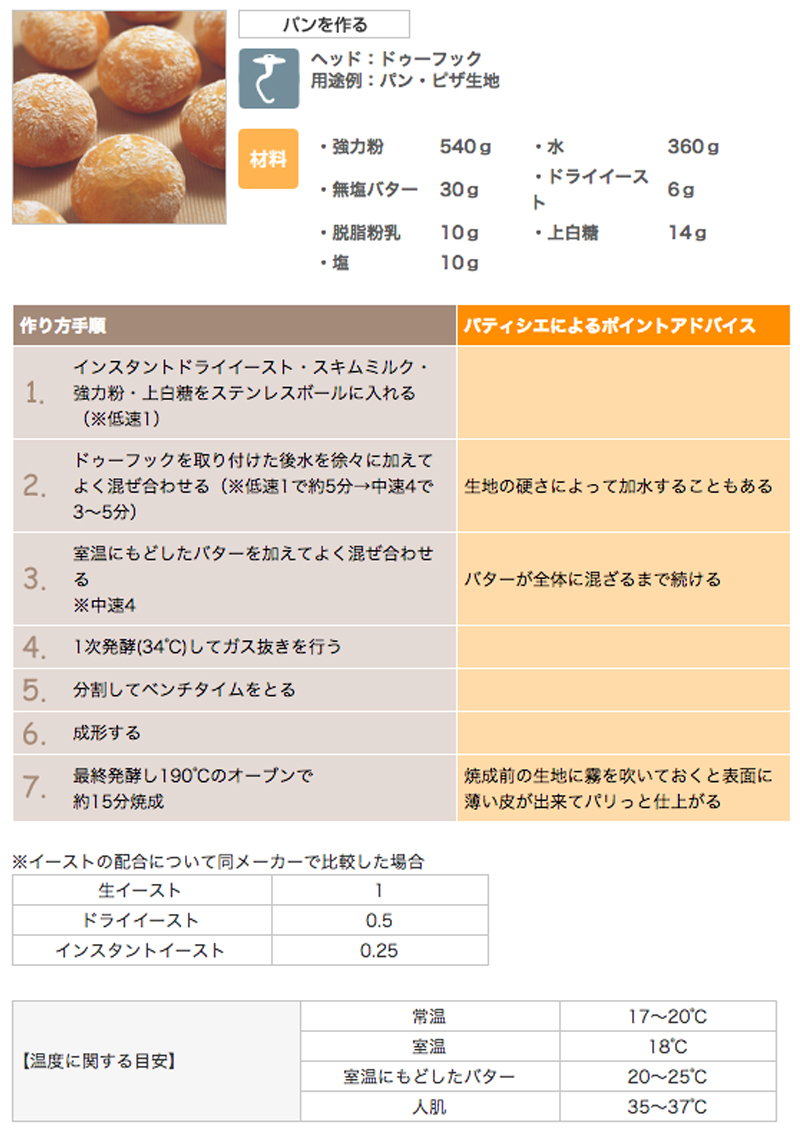 パンを作る
ヘッド：ドゥーフック
用途例：パン・ピザ生地
材料
・強力粉 540g ・水 360g
・無塩バター 30g ・ドライイースト 6g
・脱脂粉乳 10g ・上白糖 14g
・塩 10g
作り方手順 パティシエによるポイントアドバイス
1. インスタントドライイースト・スキムミルク・
強力粉・上白糖をステンレスボールに入れる
（※低速1）
2. ドゥーフックを取り付けた後水を徐々に加えて
よく混ぜ合わせる（※低速1で約5分→中速4で
3〜5分）
生地の硬さによって加水することもある
3. 室温にもどしたバターを加えてよく混ぜ合わせ
る
※中速4
バターが全体に混ざるまで続ける
4. 1次発酵(34℃)してガス抜きを行う
5. 分割してベンチタイムをとる
6. 成形する
7. 最終発酵し190℃のオーブンで
約15分焼成
焼成前の生地に霧を吹いておくと表面に
薄い皮が出来てパリっと仕上がる
※イーストの配合について同メーカーで比較した場合
生イースト 1
ドライイースト 0.5
インスタントイースト 0.25
【温度に関する目安】
常温 17〜20℃
室温 18℃
室温にもどしたバター 20〜25℃
人肌 35〜37℃